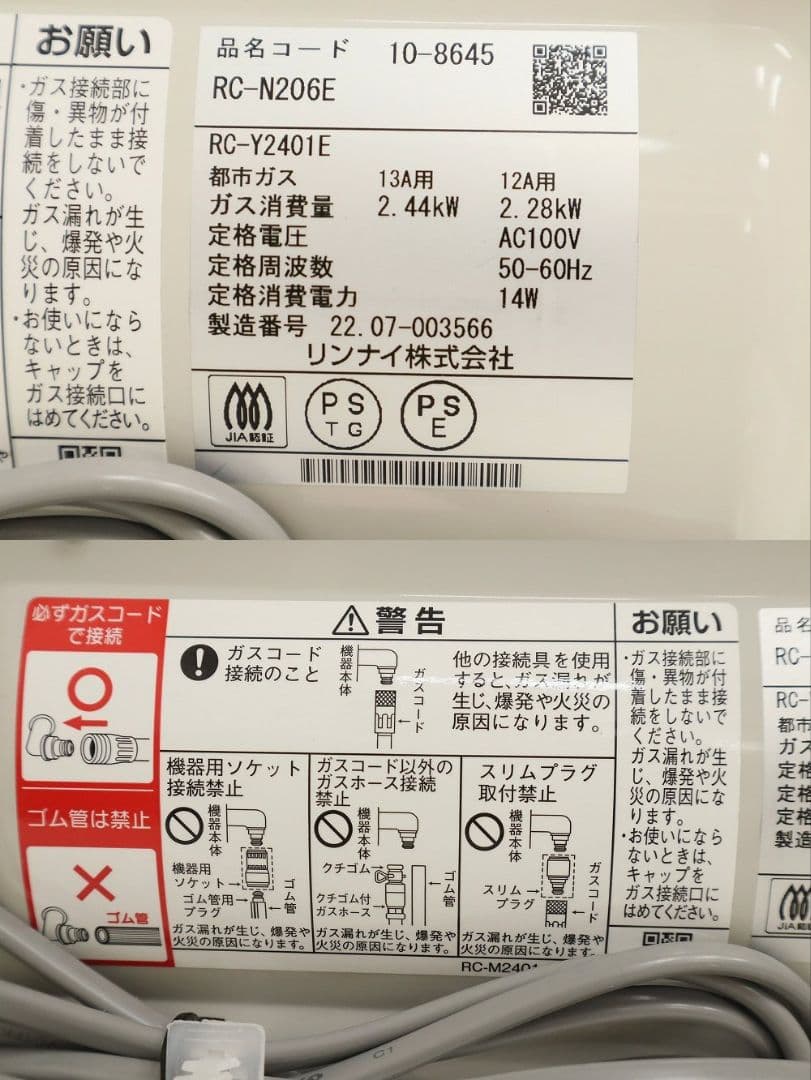 お願い
・ガス接続部に
傷・異物が付
着したまま接
続をしないで
ください。
ガス漏れが生
じ、爆発や火
災の原因にな
ります。
・お使いになら
ないときは、
キャップを
ガス接続口に
はめてください。
品名コード 10-8645
RC-N206E
RC-Y2401E
都市ガス 13A用 12A用
ガス消費量 2.44kW 2.28kW
定格電圧 AC100V
定格周波数 50-60Hz
定格消費電力 14W
製造番号 22.07-003566
リンナイ株式会社
JIA認証
PS
TG
PS
E
必ずガスコード
で接続
ゴム管は禁止
ゴム管
警告
ガスコード
接続のこと
機器本体
ガスコード
他の接続具を使用
すると、ガス漏れが
生じ、爆発や火災の
原因になります。
機器用ソケット
接続禁止
機器本体
機器用
ソケット
ゴム管用
プラグ
ゴム管
ガス漏れが生じ、爆発や
火災の原因になります。
ガスコード以外の
ガスホース接続
禁止
機器本体
クチゴム
クチゴム付
ガスホース
ゴム管
ガス漏れが生じ、爆発や
火災の原因になります。
スリムプラグ
取付禁止
機器本体
スリム
プラグ
ガスコード
ガス漏れが生じ、爆発や
火災の原因になります。
RC-M2401
お願い
・ガス接続部に
傷・異物が付
着したまま接
続をしないで
ください。
ガス漏れが生
じ、爆発や火
災の原因にな
ります。
・お使いになら
ないときは、
キャップを
ガス接続口に
はめてください。
品名
RC-
RC-
都市
ガス
定格
定格
定格
製造
JIA認証
C1